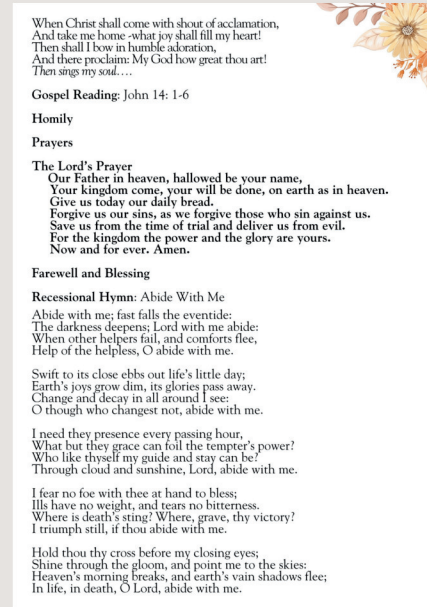 When Christ shall come with shout of acclamation,
And take me home -what joy shall fill my heart!
Then shall I bow in humble adoration,
And there proclaim: My God how great thou art!
Then sings my soul….
Gospel Reading: John 14: 1-6
Homily
Prayers
The Lord's Prayer
Our Father in heaven, hallowed be your name,
Your kingdom come, your will be done, on earth as in heaven.
Give us today our daily bread.
Forgive us our sins, as we forgive those who sin against us.
Save us from the time of trial and deliver us from evil.
For the kingdom the power and the glory are yours.
Now and for ever. Amen.
Farewell and Blessing
Recessional Hymn: Abide With Me
Abide with me; fast falls the eventide:
The darkness deepens; Lord with me abide:
When other helpers fail, and comforts flee,
Help of the helpless, O abide with me.
Swift to its close ebbs out life's little day;
Earth's joys grow dim, its glories pass away.
Change and decay in all around I see:
O though who changest not, abide with me.
I need they presence every passing hour,
What but they grace can foil the tempter's power?
Who like thyself my guide and stay can be?
Through cloud and sunshine, Lord, abide with me.
I fear no foe with thee at hand to bless;
Ills have no weight, and tears no bitterness.
Where is death's sting? Where, grave, thy victory?
I triumph still, if thou abide with me.
Hold thou thy cross before my closing eyes;
Shine through the gloom, and point me to the skies:
Heaven's morning breaks, and earth's vain shadows flee;
In life, in death, O Lord, abide with me.